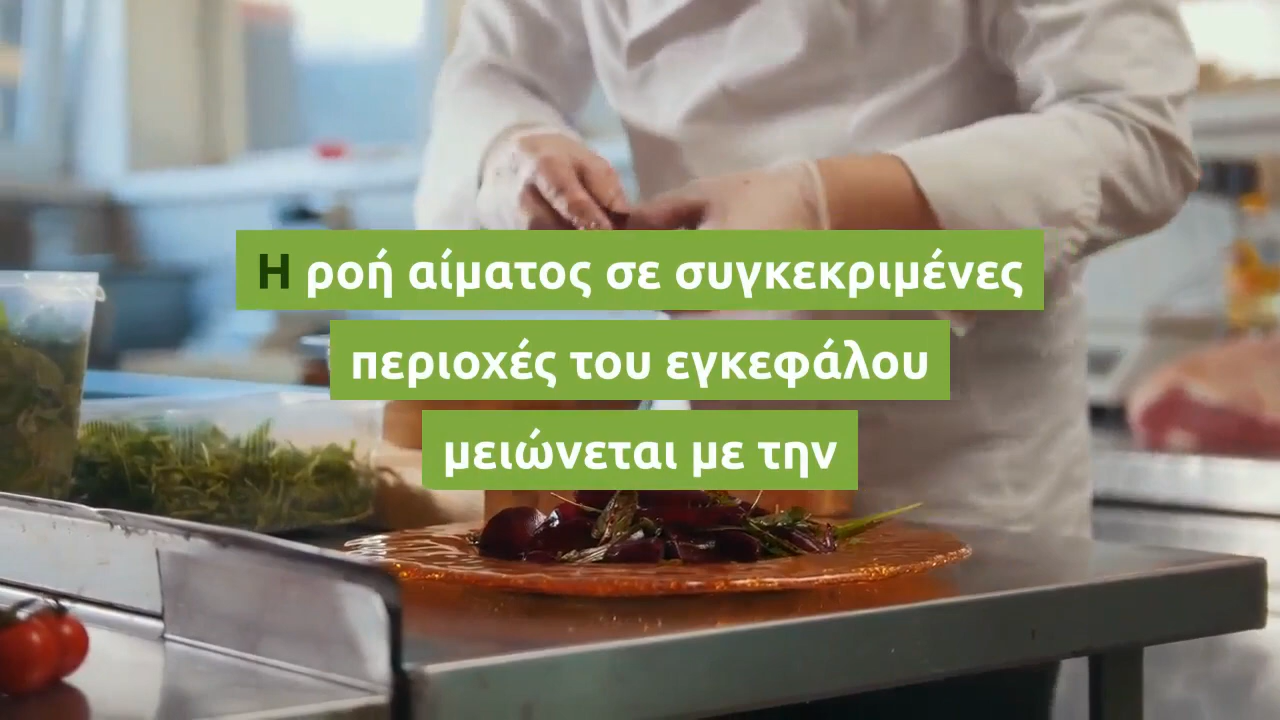 Η ροή αίματος σε συγκεκριμένες
περιοχές του εγκεφάλου
μειώνεται με την